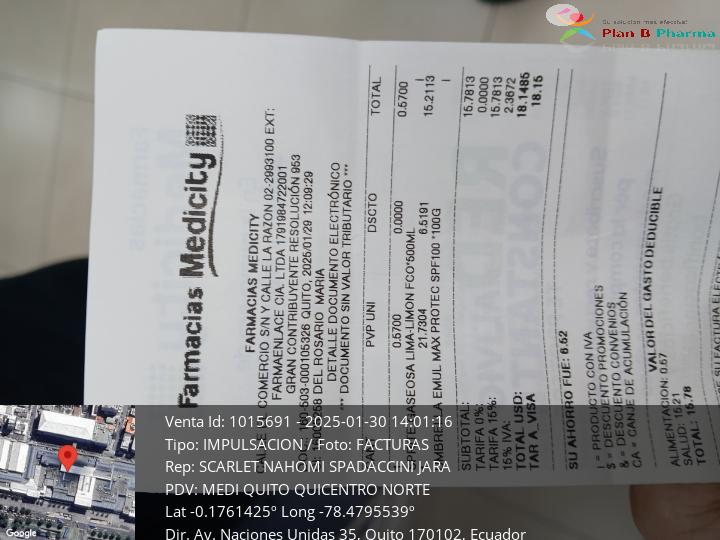 Su solución más efectiva!
Plan B Pharma
Farmacias Medicity
FARMACIAS MEDICITY
COMERCIO S/N Y CALLE LA RAZON 02-2993100 EXT:
FARMAENLACE CIA. LTDA 1791984722001
GRAN CONTRIBUYENTE RESOLUCIÓN 953
503-000105326 QUITO, 2025/01/29 12:09:29
DEL ROSARIO MARIA
DETALLE DOCUMENTO ELECTRÓNICO
*** DOCUMENTO SIN VALOR TRIBUTARIO ***
PVP UNI DSCTO TOTAL
GASEOSA LIMA-LIMON FCO*500ML
0.5700 0.0000 0.5700 I
EMUL MAX PROTEC SPF100 *100G
21.7304 6.5191 15.2113 I
SUBTOTAL: 15.7813
TARIFA 0%: 0.0000
TARIFA 15%: 15.7813
15% IVA: 2.3672
TOTAL USD: 18.1485
TAR A_VISA 18.15
SU AHORRO FUE: 6.52
I = PRODUCTO CON IVA
$ = DESCUENTO PROMOCIONES
& = DESCUENTO CONVENIOS
CA = CANJE DE ACUMULACIÓN
VALOR DEL GASTO DEDUCIBLE
ALIMENTACION: 0.57
SALUD: 15.21
TOTAL: 15.78
Venta Id: 1015691 - 2025-01-30 14:01:16
Tipo: IMPULSACION / Foto: FACTURAS
Rep: SCARLET NAHOMI SPADACCINI JARA
PDV: MEDI QUITO QUICENTRO NORTE
Lat -0.1761425º Long -78.4795539º
Dir. Av. Naciones Unidas 35, Quito 170102, Ecuador
Google